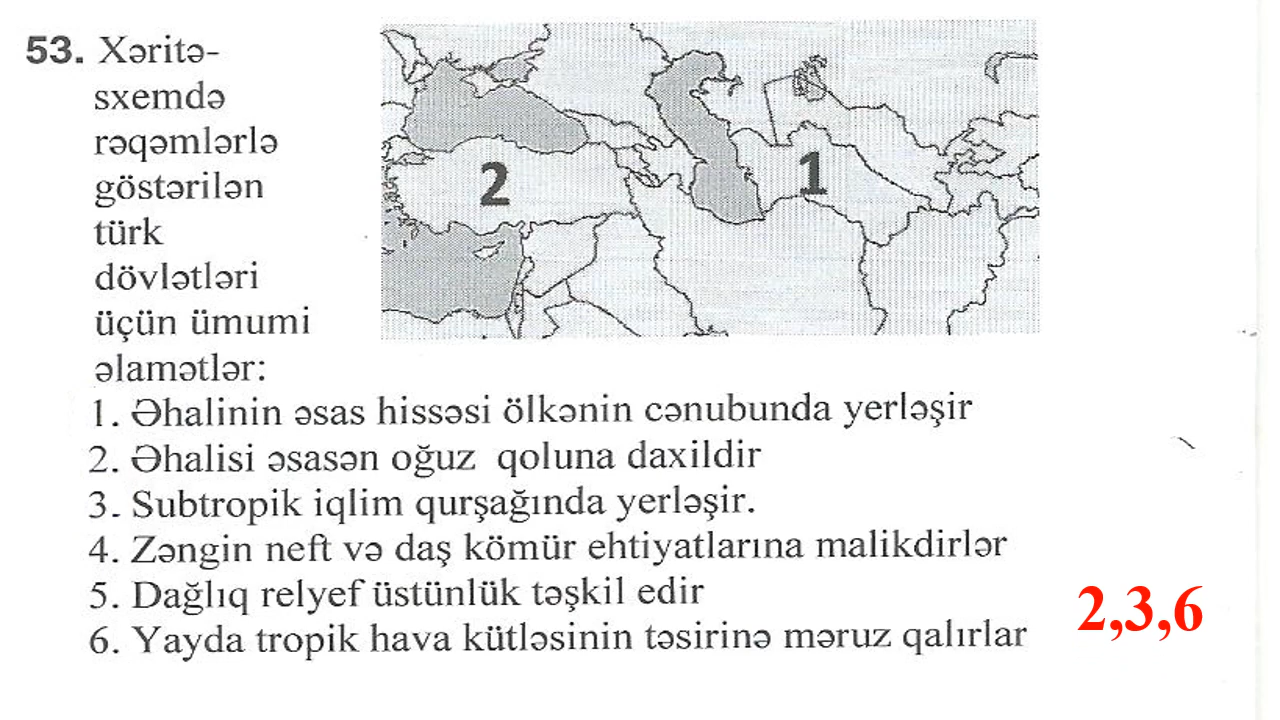 53. Xəritə-
sxemdə
rəqəmlərlə
göstərilən
türk
dövlətləri
üçün ümumi
əlamətlər:
2
1
1. Əhalinin əsas hissəsi ölkənin cənubunda yerləşir
2. Əhalisi əsasən oğuz qoluna daxildir
3. Subtropik iqlim qurşağında yerləşir.
4. Zəngin neft və daş kömür ehtiyatlarına malikdirlər
5. Dağlıq relyef üstünlük təşkil edir
6. Yayda tropik hava kütləsinin təsirinə məruz qalırlar
2,3,6